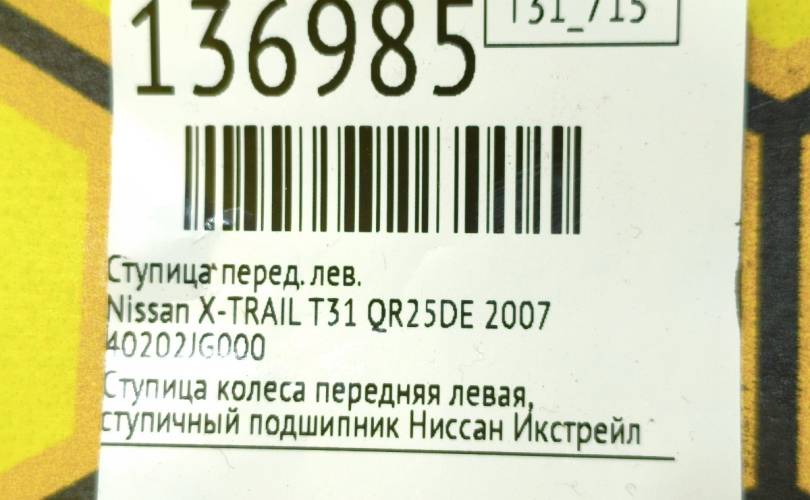 136985
T31_715
Ступица перед. лев.
Nissan X-TRAIL T31 QR25DE 2007
40202JG000
Ступица колеса передняя левая,
ступичный подшипник Ниссан Икстрейл